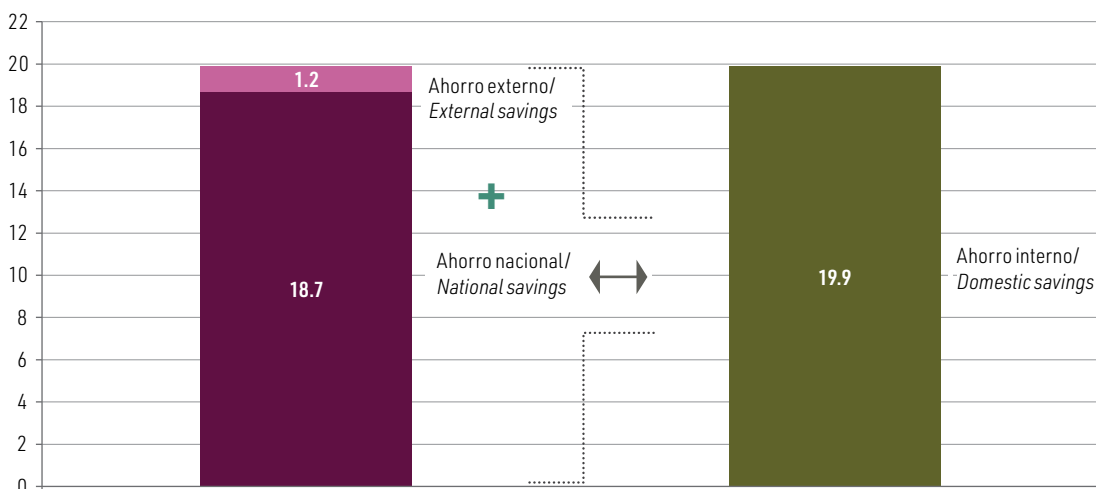 22
20
18
16
14
12
10
8
6
4
2
0
1.2
18.7
Ahorro externo/
External savings
+
Ahorro nacional/
National savings
19.9
Ahorro interno/
Domestic savings